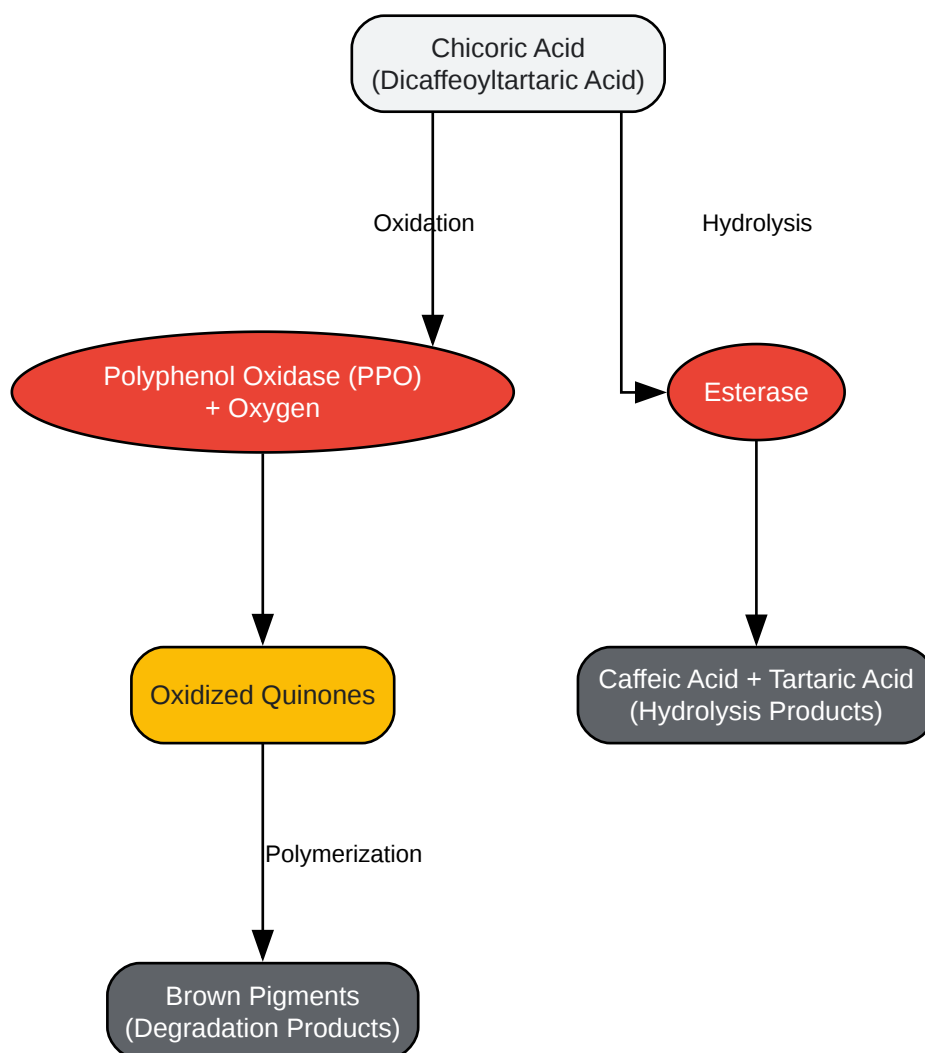 Chicoric Acid
(Dicaffeoyltartaric Acid)
Oxidation
Hydrolysis
Polyphenol Oxidase (PPO)
+ Oxygen
Esterase
Oxidized Quinones
Caffeic Acid + Tartaric Acid
(Hydrolysis Products)
Polymerization
Brown Pigments
(Degradation Products)